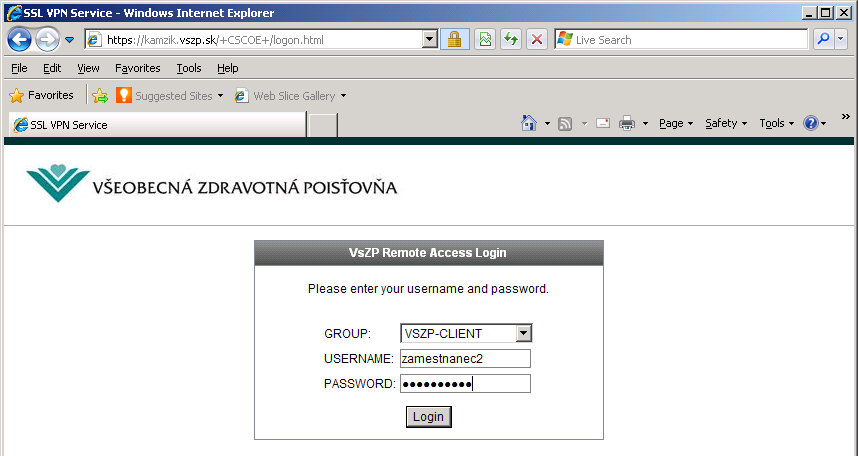 SSL VPN Service - Windows Internet Explorer
https://kamzik.vszp.sk/+CSCOE+/logon.html
Live Search
File Edit View Favorites Tools Help
Favorites Suggested Sites Web Slice Gallery
SSL VPN Service
Page Safety Tools
VŠEOBECNÁ ZDRAVOTNÁ POISŤOVŇA
VsZP Remote Access Login
Please enter your username and password.
GROUP: VSZP-CLIENT
USERNAME: zamestnanec2
PASSWORD: ●●●●●●●●●●
Login